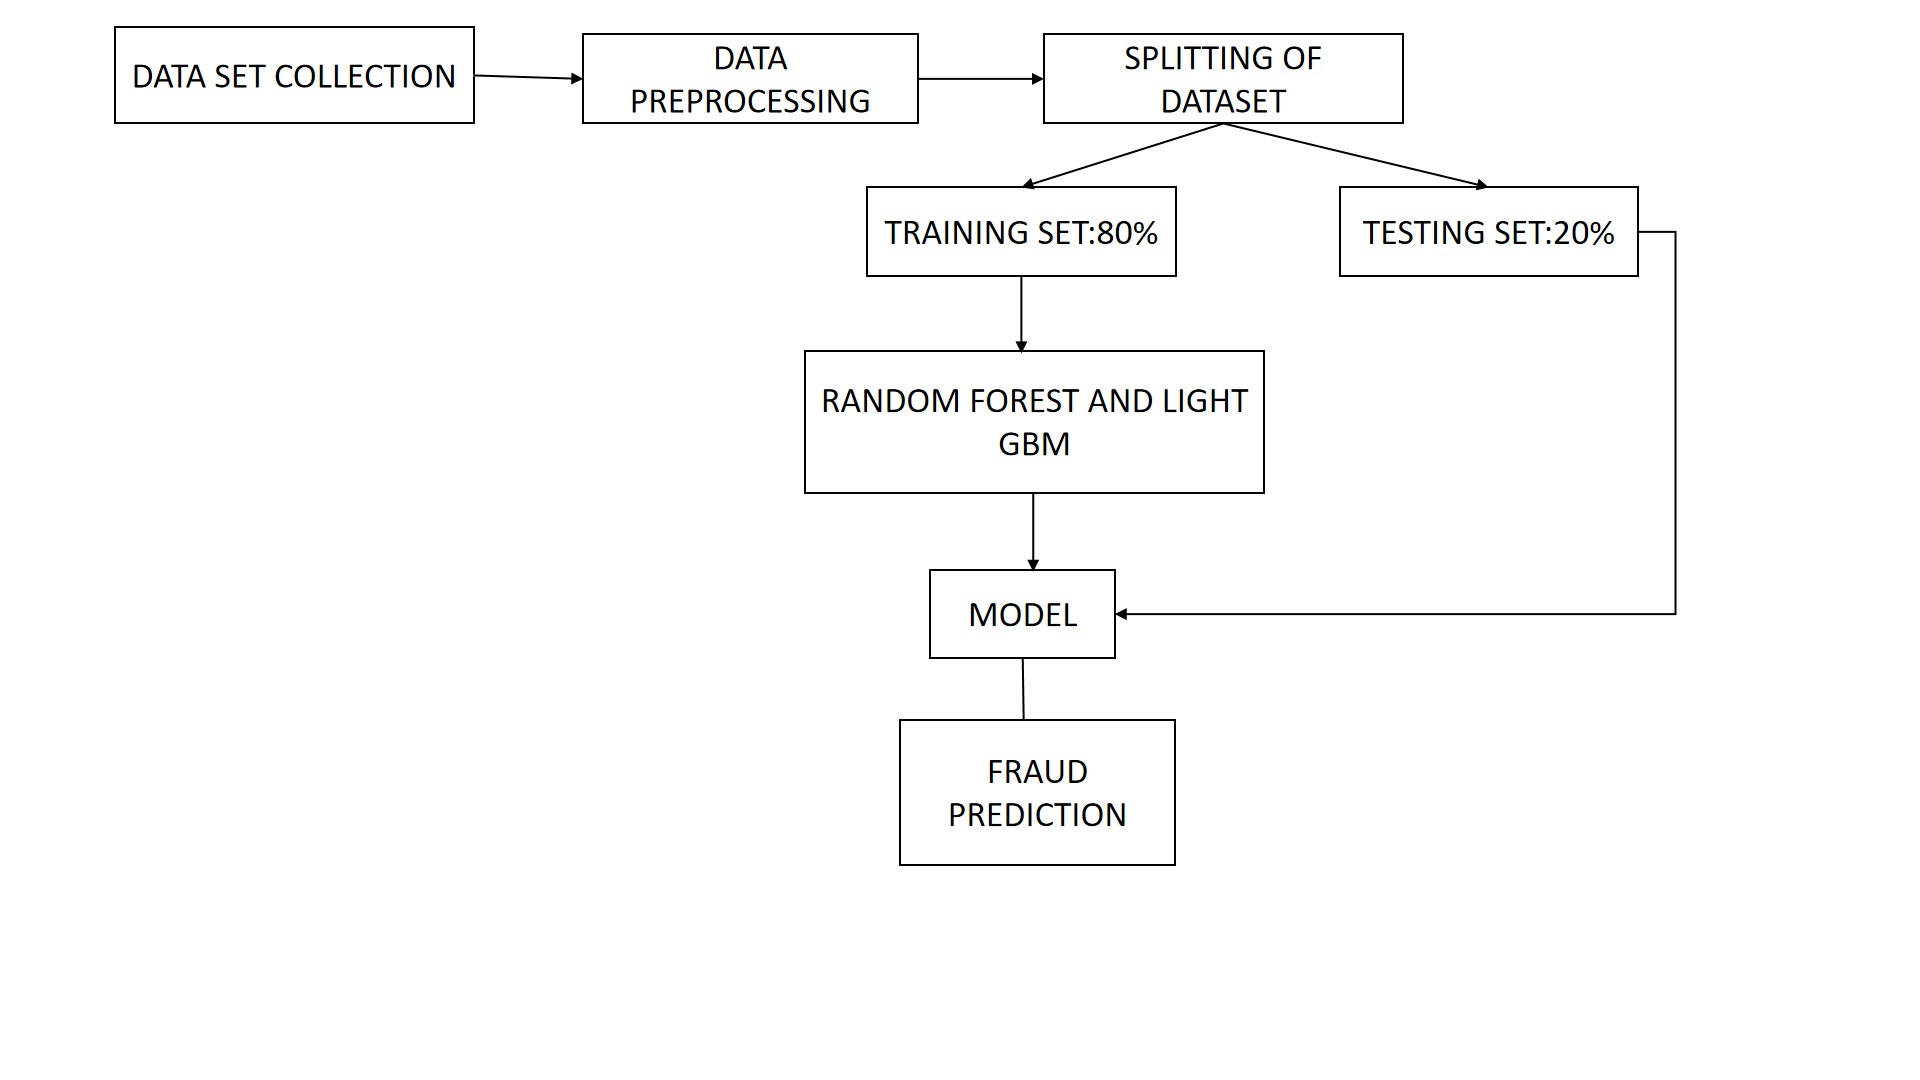 DATA SET COLLECTION
DATA
PREPROCESSING
SPLITTING OF
DATASET
TRAINING SET:80%
TESTING SET:20%
RANDOM FOREST AND LIGHT
GBM
MODEL
FRAUD
PREDICTION